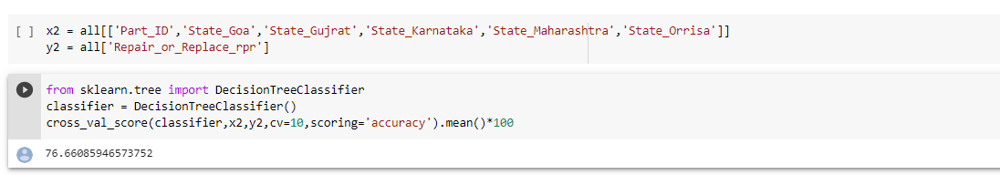 [ ] x2 = all[['Part_ID','State_Goa','State_Gujrat','State_Karnataka','State_Maharashtra','State_Orrisa']]
y2 = all['Repair_or_Replace_rpr']
from sklearn.tree import DecisionTreeClassifier
classifier = DecisionTreeClassifier()
cross_val_score(classifier,x2,y2,cv=10,scoring='accuracy').mean()*100
76.66085946573752